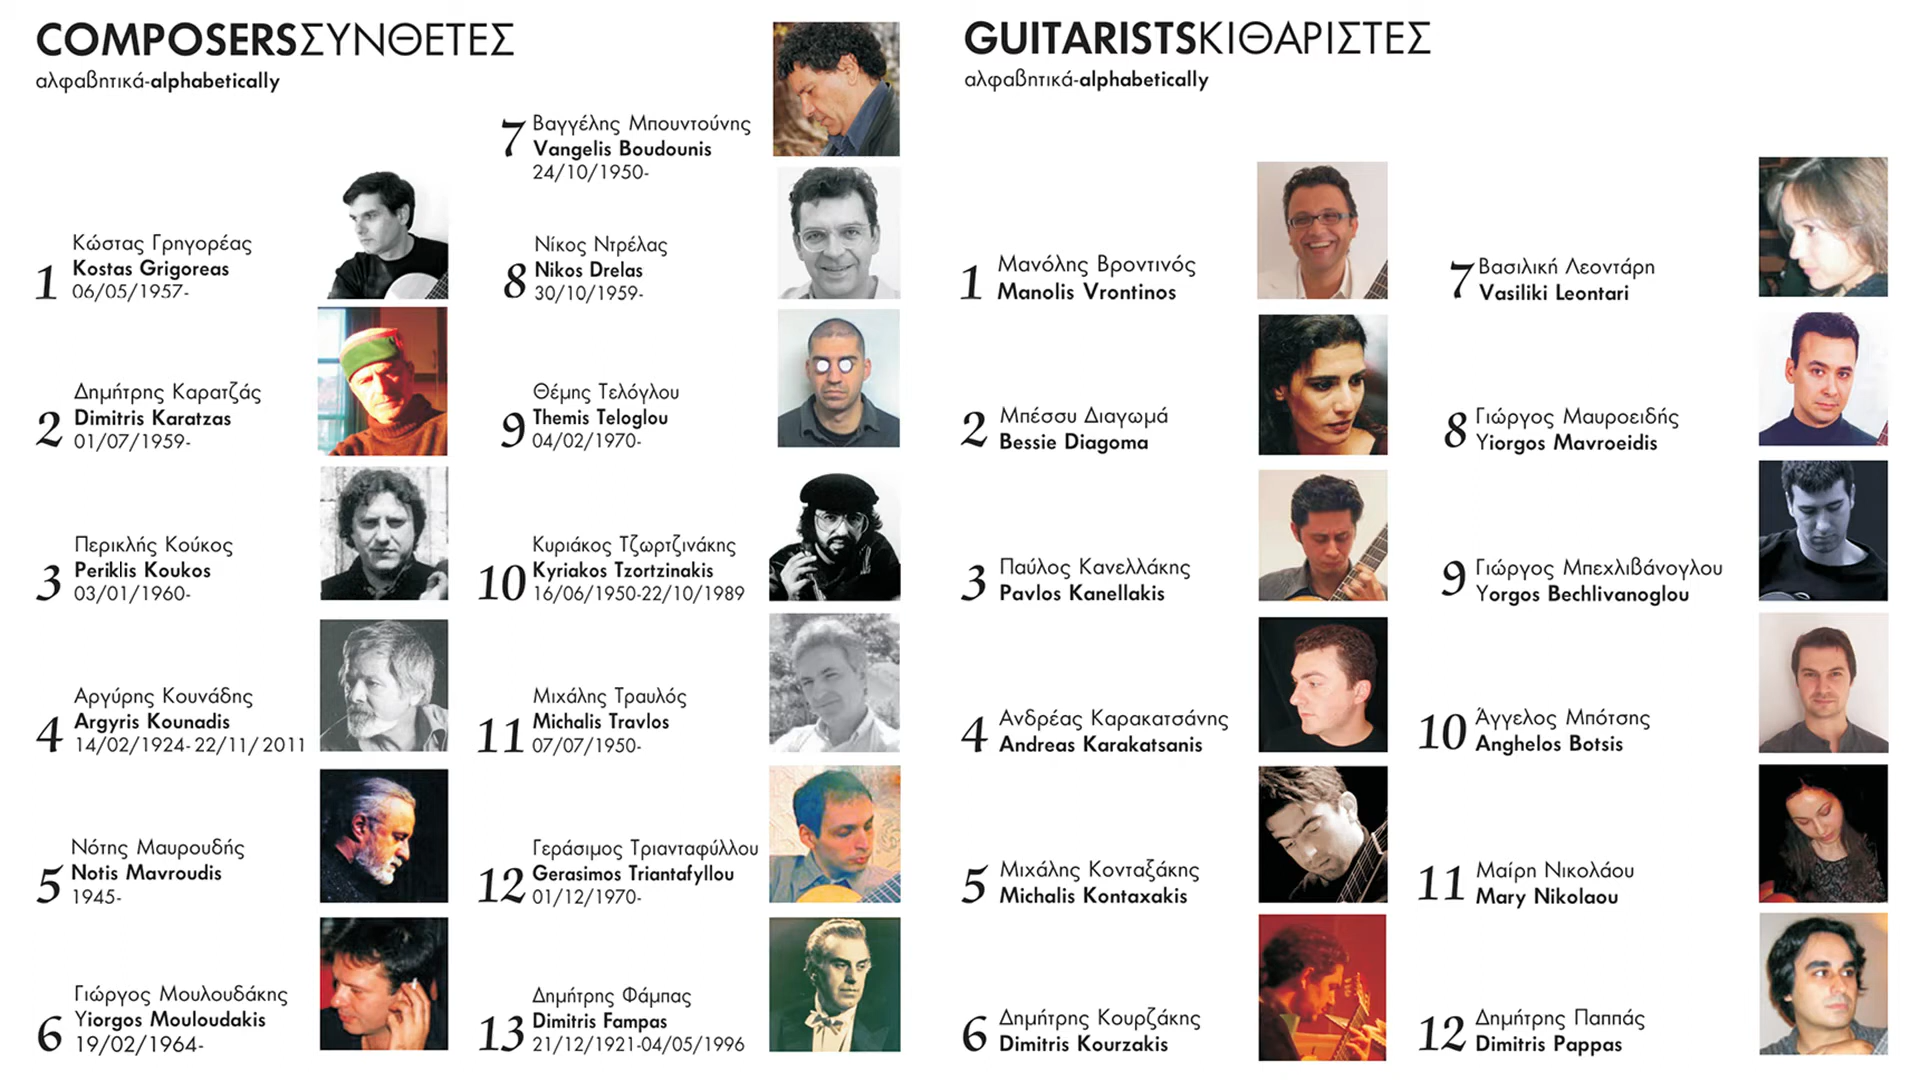 COMPOSERSΣΥΝΘΕΤΕΣ
αλφαβητικά-alphabetically
1
Κώστας Γρηγορέας
Kostas Grigoreas
06/05/1957-
2
Δημήτρης Καρατζάς
Dimitris Karatzas
01/07/1959-
3
Περικλής Κούκος
Periklis Koukos
03/01/1960-
4
Αργύρης Κουνάδης
Argyris Kounadis
14/02/1924-22/11/2011
5
Νότης Μαυρουδής
Notis Mavroudis
1945-
6
Γιώργος Μουλουδάκης
Yiorgos Mouloudakis
19/02/1964-
7
Βαγγέλης Μπουντούνης
Vangelis Boudounis
24/10/1950-
8
Νίκος Ντρέλας
Nikos Drelas
30/10/1959-
9
Θέμης Τελόγλου
Themis Teloglou
04/02/1970-
10
Κυριάκος Τζωρτζινάκης
Kyriakos Tzortzinakis
16/06/1950-22/10/1989
11
Μιχάλης Τραυλός
Michalis Travlos
07/07/1950-
12
Γεράσιμος Τριανταφύλλου
Gerasimos Triantafyllou
01/12/1970-
13
Δημήτρης Φάμπας
Dimitris Fampas
21/12/1921-04/05/1996
GUITARISTSΚΙΘΑΡΙΣΤΕΣ
αλφαβητικά-alphabetically
1
Μανόλης Βροντινός
Manolis Vrontinos
2
Μπέσσυ Διαγωμά
Bessie Diagoma
3
Παύλος Κανελλάκης
Pavlos Kanellakis
4
Ανδρέας Καρακατσάνης
Andreas Karakatsanis
5
Μιχάλης Κονταξάκης
Michalis Kontaxakis
6
Δημήτρης Κουρζάκης
Dimitris Kourzakis
7
Βασιλική Λεοντάρη
Vasiliki Leontari
8
Γιώργος Μαυροειδής
Yiorgos Mavroeidis
9
Γιώργος Μπεχλιβάνογλου
Yorgos Bechlivanoglou
10
Άγγελος Μπότσης
Anghelos Botsis
11
Μαίρη Νικολάου
Mary Nikolaou
12
Δημήτρης Παππάς
Dimitris Pappas